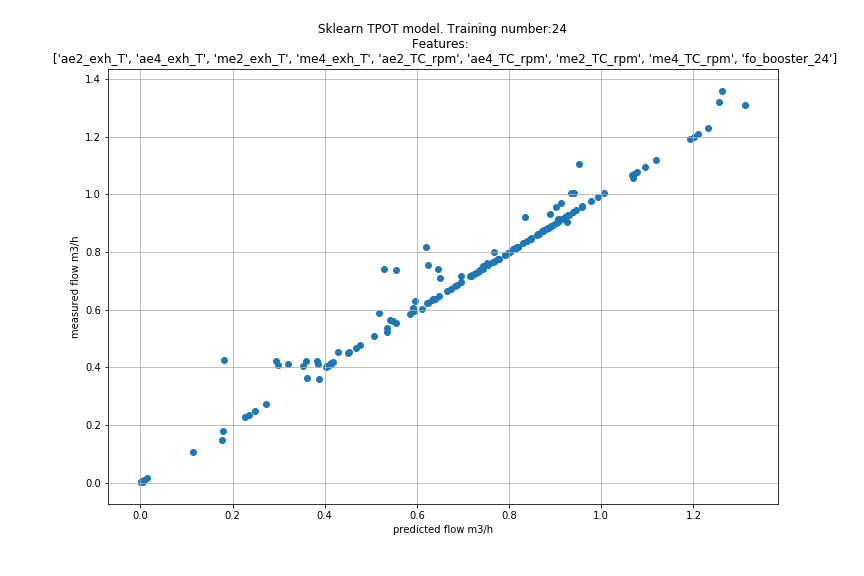 Sklearn TPOT model. Training number:24
Features:
['ae2_exh_T', 'ae4_exh_T', 'me2_exh_T', 'me4_exh_T', 'ae2_TC_rpm', 'ae4_TC_rpm', 'me2_TC_rpm', 'me4_TC_rpm', 'fo_booster_24']
1.4
1.2
1.0
0.8
0.6
0.4
0.2
0.0
measured flow m3/h
0.0 0.2 0.4 0.6 0.8 1.0 1.2
predicted flow m3/h